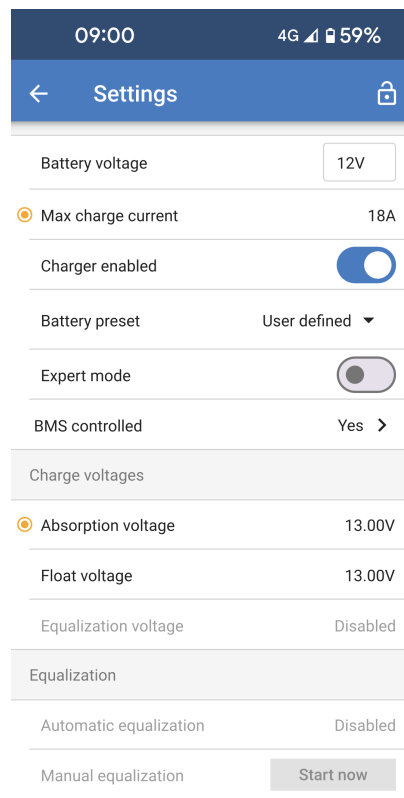 09:00 4G 59%
Settings
Battery voltage 12V
Max charge current 18A
Charger enabled
Battery preset User defined
Expert mode
BMS controlled Yes
Charge voltages
Absorption voltage 13.00V
Float voltage 13.00V
Equalization voltage Disabled
Equalization
Automatic equalization Disabled
Manual equalization Start now